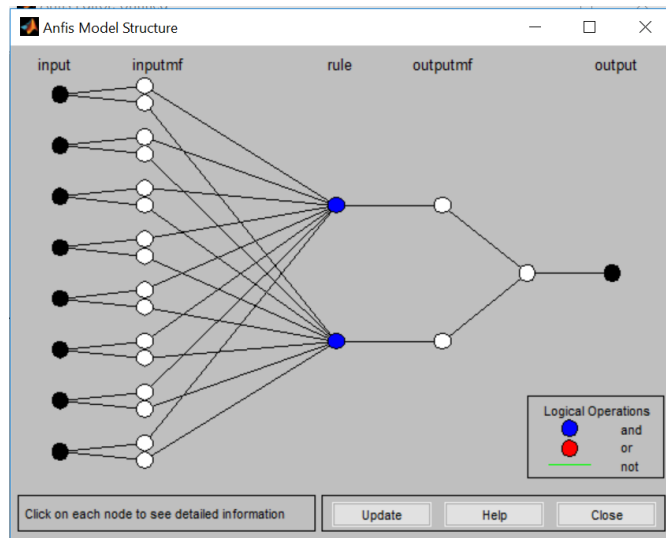 Anfis Model Structure
input inputmf rule outputmf output
Logical Operations
and
or
not
Click on each node to see detailed information
Update Help Close